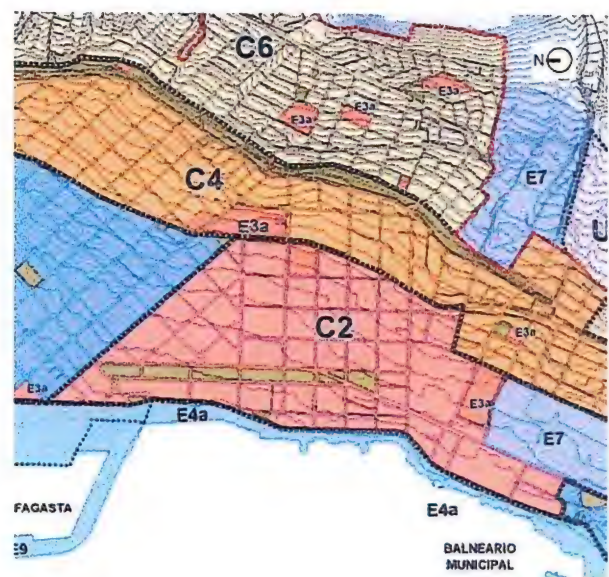 C6
N
E3a
E3a
E3a
E7
C4
E3a
C2
E3a
E3a
E3a
E7
E4a
E4a
FAGASTA
E9
BALNEARIO
MUNICIPAL